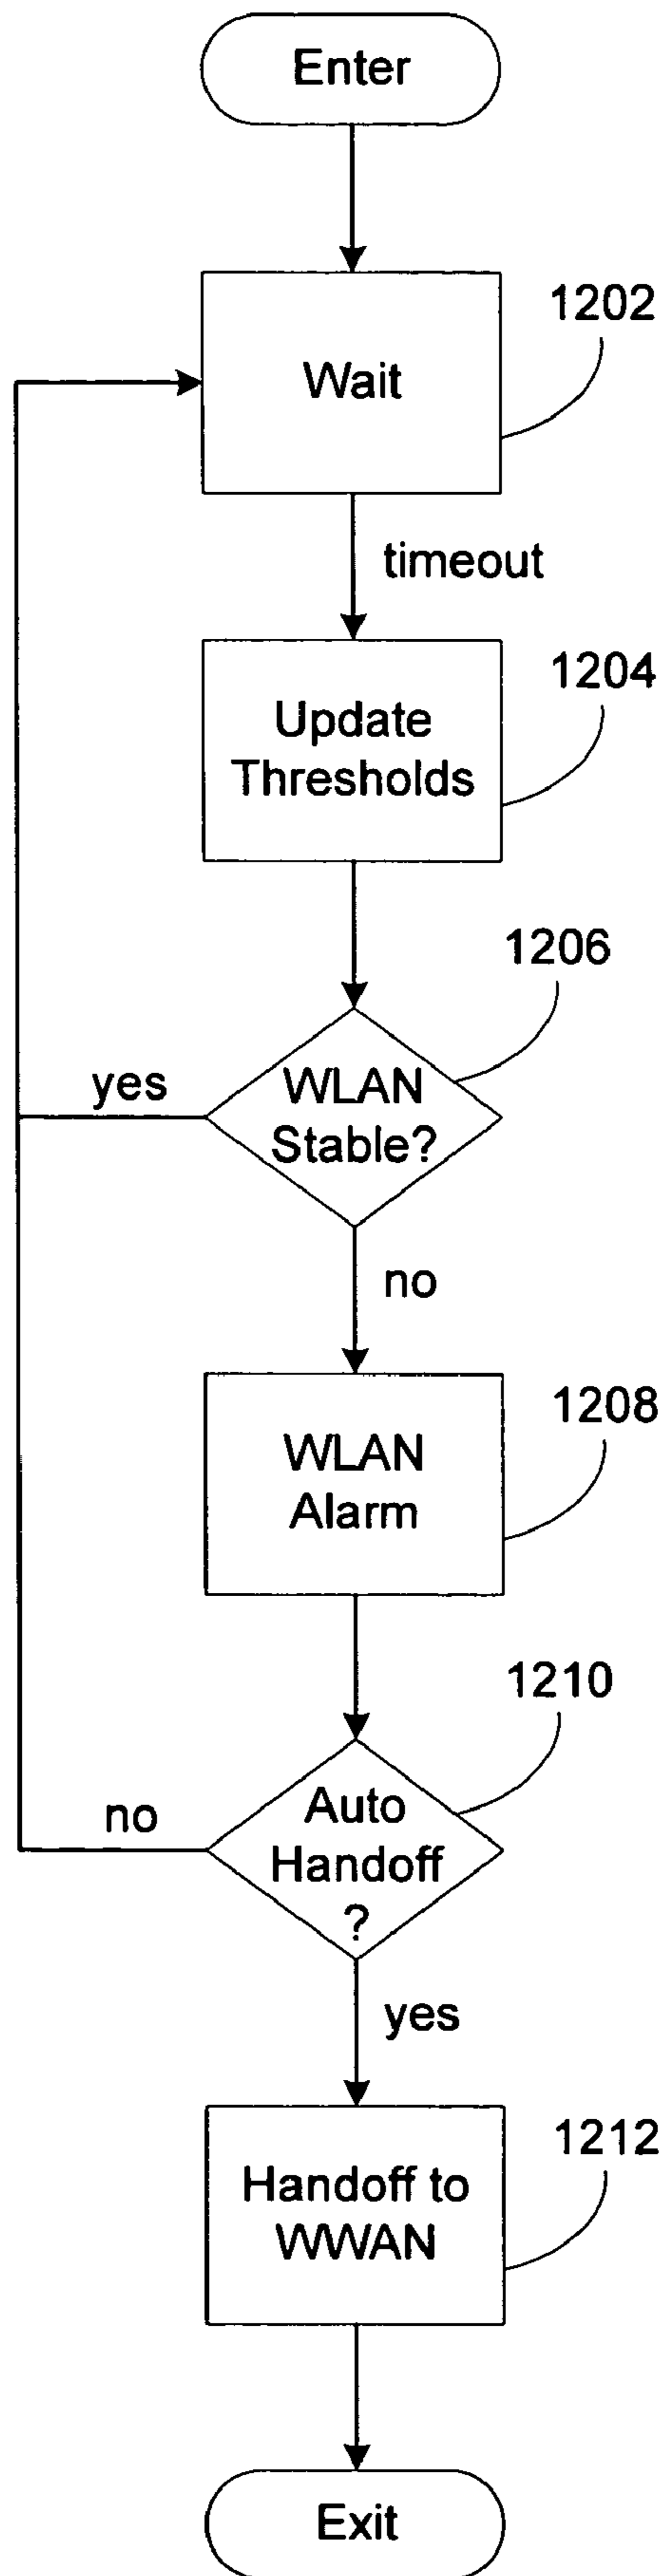 Enter
1202
Wait
timeout
1204
Update
Thresholds
1206
yes
WLAN
Stable?
no
1208
WLAN
Alarm
1210
no
Auto
Handoff
?
yes
1212
Handoff to
WWAN
Exit